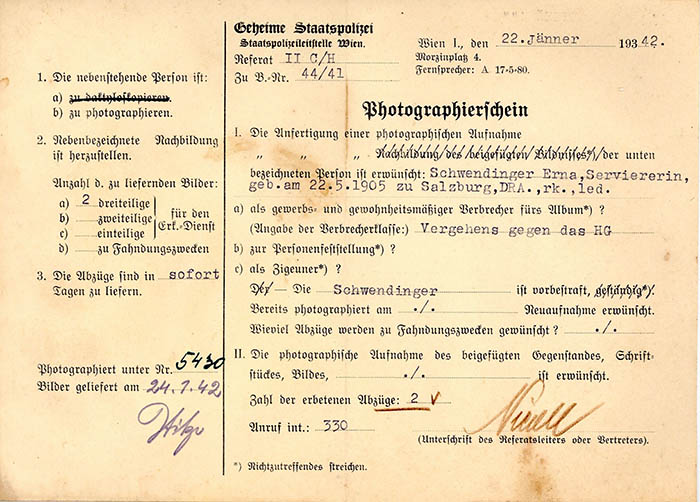 1. Die nebenstehende Person ist:
a) zu daktyloskopieren.
b) zu photographieren.
2. Nebenbezeichnete Nachbildung
ist herzustellen.
Anzahl d. zu liefernden Bilder:
a) 2 dreiteilige
b) zweiteilige
c) einteilige
für den
Erk.-Dienst
d) zu Fahndungszwecken
3. Die Abzüge sind in sofort
Tagen zu liefern.
Photographiert unter Nr. 5430
Bilder geliefert am 24.1.42
Geheime Staatspolizei
Staatspolizeileitstelle Wien.
Referat II C/H
Zu B.-Nr. 44/41
Wien I., den 22. Jänner 1942.
Morzinplatz 4.
Fernsprecher: A 17-5-80.
Photographierschein
I. Die Anfertigung einer photographischen Aufnahme
„ „ „ Nachbildung des beigefügten Bildnisses*) der unten
bezeichneten Person ist erwünscht: Schwendinger Erna,Serviererin,
geb.am 22.5.1905 zu Salzburg,DRA.,rk.,led.
a) als gewerbs- und gewohnheitsmäßiger Verbrecher fürs Album*) ?
(Angabe der Verbrecherklasse:) Vergehens gegen das HG
b) zur Personenfeststellung*) ?
c) als Zigeuner*) ?
Der - Die Schwendinger ist vorbestraft, geständig*).
Bereits photographiert am ./. Neuaufnahme erwünscht.
Wieviel Abzüge werden zu Fahndungszwecken gewünscht ? ./.
II. Die photographische Aufnahme des beigefügten Gegenstandes, Schrift-
stückes, Bildes, ./. ist erwünscht.
Zahl der erbetenen Abzüge: 2
Anruf int.: 330
(Unterschrift des Referatsleiters oder Vertreters).
*) Nichtzutreffendes streichen.